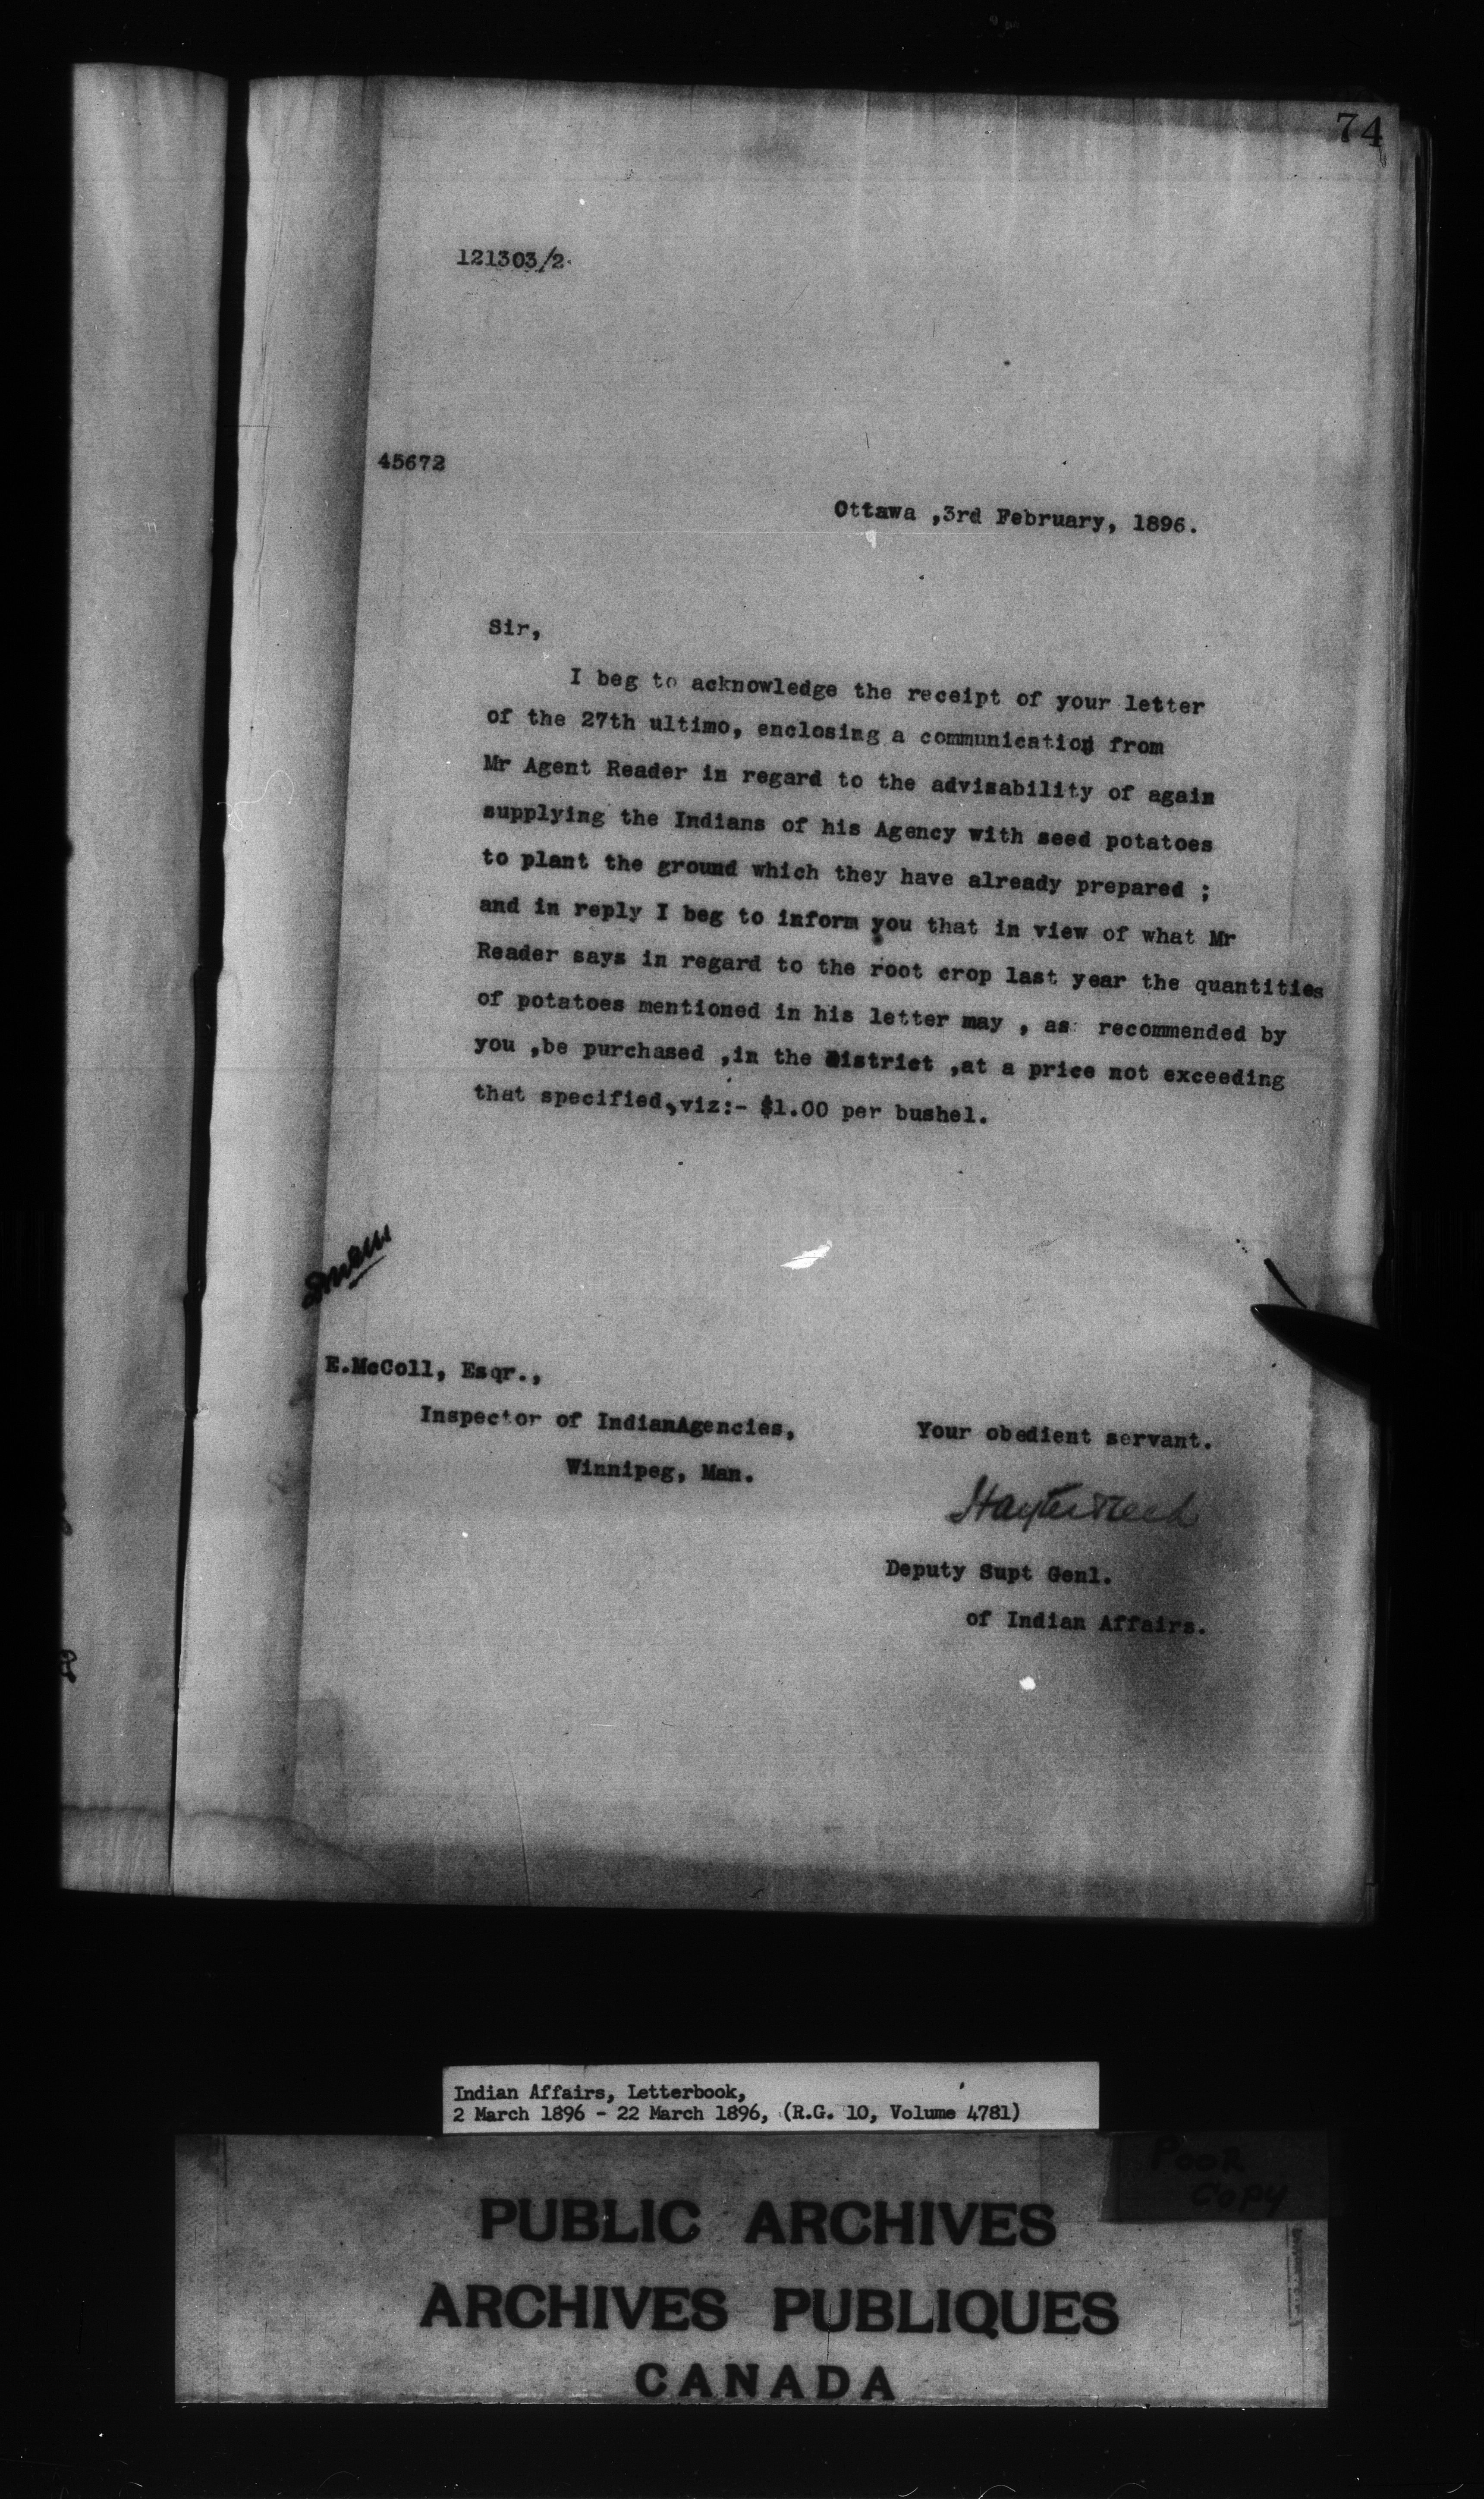 74
121303/2.
45672
Ottawa ,3rd February, 1896.
Sir,
I beg to acknowledge the receipt of your letter
of the 27th ultimo, enclosing a communication from
Mr Agent Reader in regard to the advisability of again
supplying the Indians of his Agency with seed potatoes
to plant the ground which they have already prepared ;
and in reply I beg to inform you that in view of what Mr
Reader says in regard to the root crop last year the quantities
of potatoes mentioned in his letter may , as recommended by
you ,be purchased ,in the District ,at a price not exceeding
that specified,viz:- $1.00 per bushel.
E.McColl, Esqr.,
Inspector of IndianAgencies,
Winnipeg, Man.
Your obedient servant.
Hayter Reed
Deputy Supt Genl.
of Indian Affairs.
Indian Affairs, Letterbook,
2 March 1896 - 22 March 1896, (R.G. 10, Volume 4781)
POOR
COPY
PUBLIC ARCHIVES
ARCHIVES PUBLIQUES
CANADA